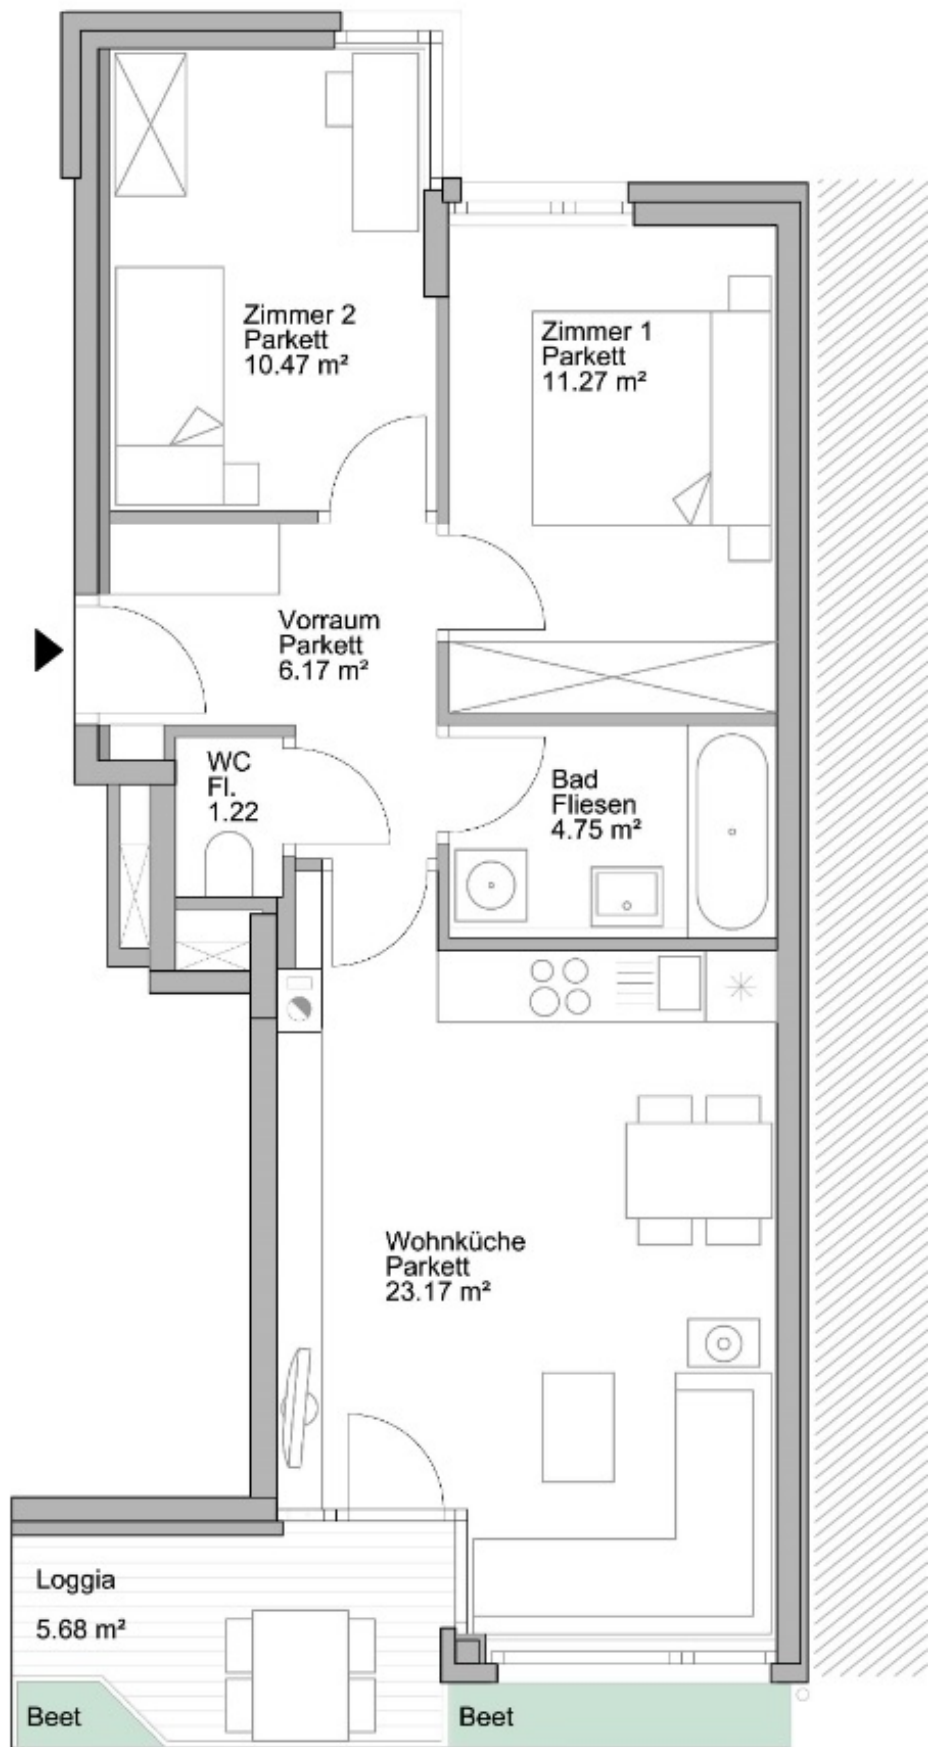 Zimmer 2
Parkett
10.47 m²
Zimmer 1
Parkett
11.27 m²
Vorraum
Parkett
6.17 m²
WC
Fl.
1.22
Bad
Fliesen
4.75 m²
Wohnküche
Parkett
23.17 m²
Loggia
5.68 m²
Beet
Beet